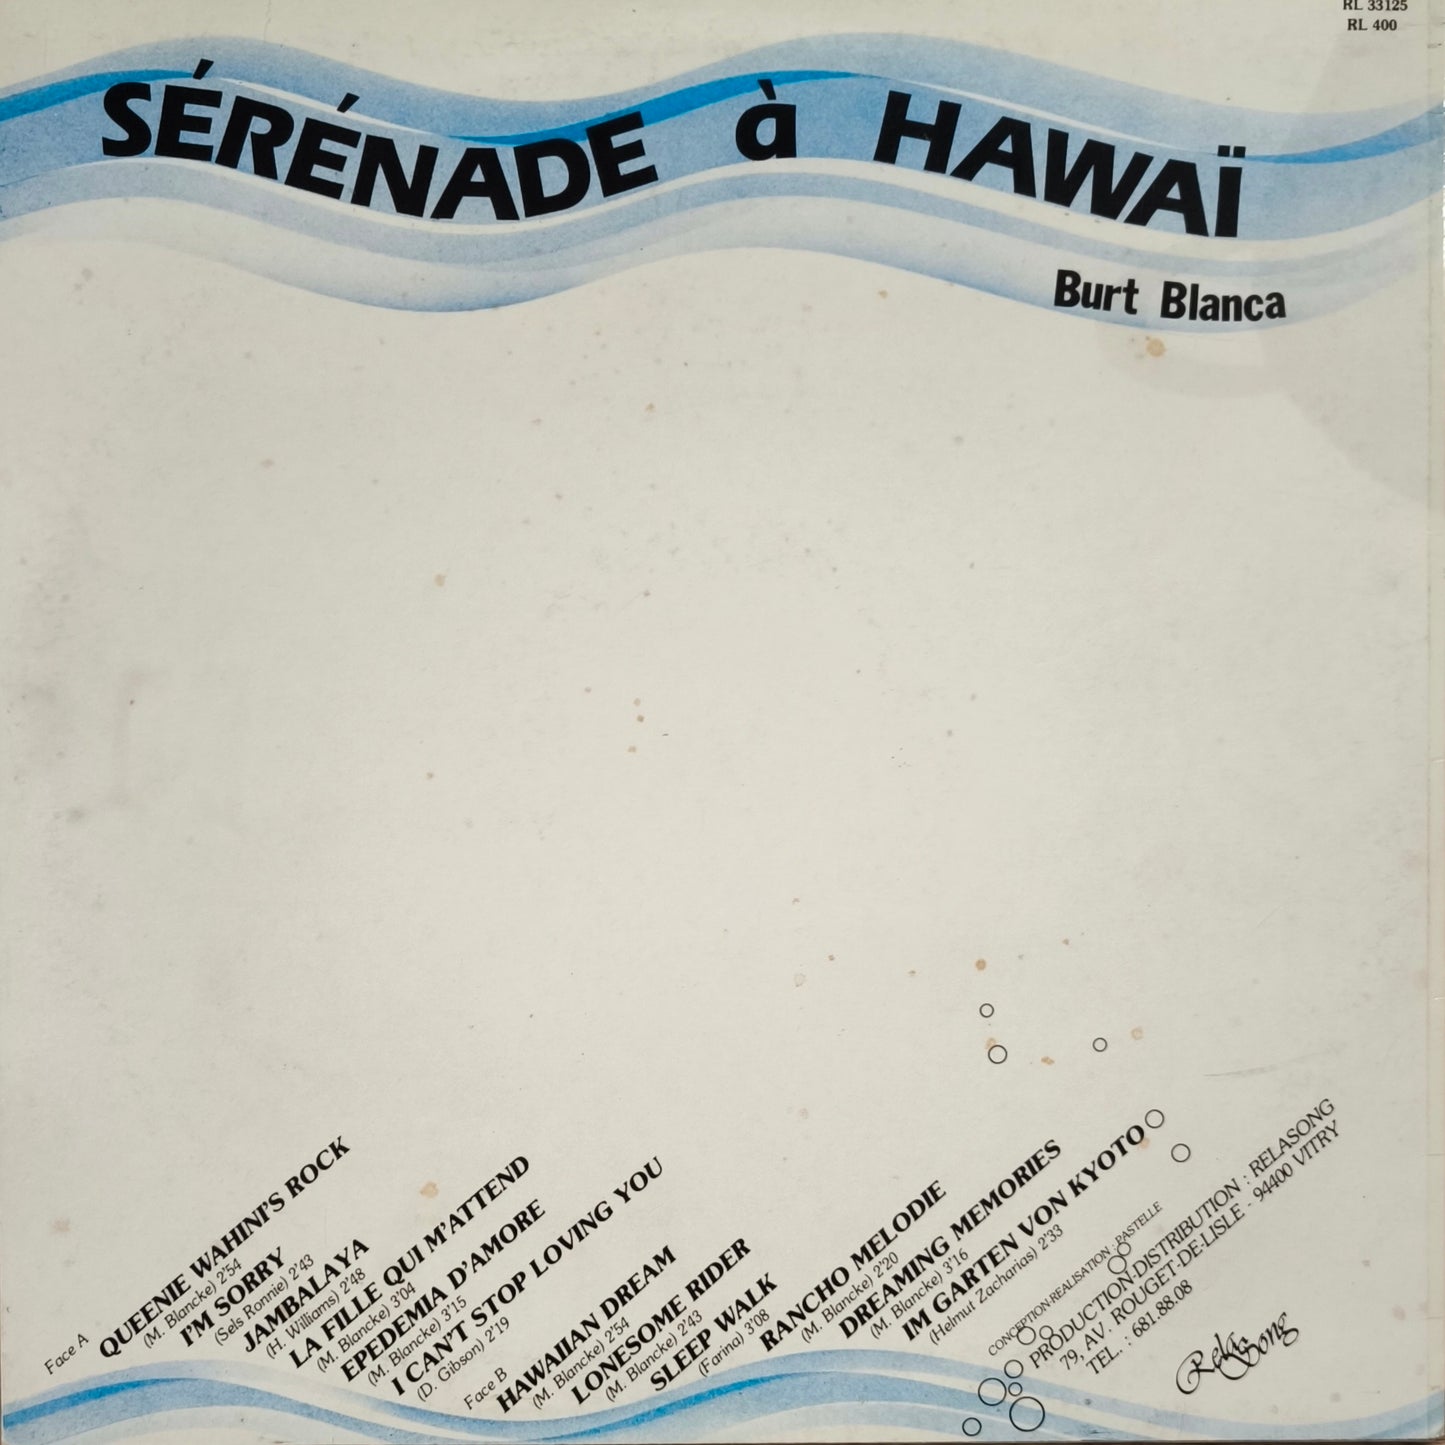 RL 33125
RL 400
SÉRÉNADE à HAWAÏ
Burt Blanca
Face A
QUEENIE WAHINI'S ROCK
(M. Blancke) 2'54
I'M SORRY
(Sels Ronnie) 2'43
JAMBALAYA
(H. Williams) 2'48
LA FILLE QUI M'ATTEND
(M. Blancke) 3'04
EPEDEMIA D'AMORE
(M. Blancke) 3'15
I CAN'T STOP LOVING YOU
(D. Gibson) 2'19
Face B
HAWAIIAN DREAM
(M. Blancke) 2'54
LONESOME RIDER
(M. Blancke) 2'43
SLEEP WALK
(Farina) 3'08
RANCHO MELODIE
(M. Blancke) 2'20
DREAMING MEMORIES
(M. Blancke) 3'16
IM GARTEN VON KYOTO
(Helmut Zacharias) 2'33
CONCEPTION-REALISATION - PASTELLE
PRODUCTION-DISTRIBUTION : RELASONG
79, AV. ROUGET-DE-LISLE - 94400 VITRY
TEL. : 681.88.08
Rela Song